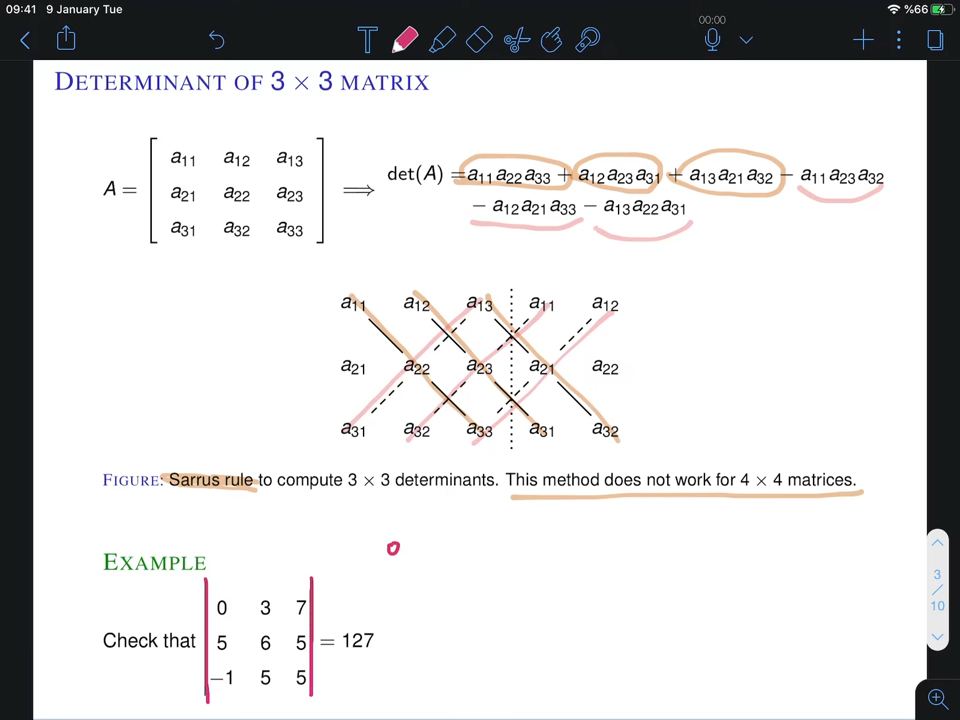 09:41 9 January Tue
00:00
%66
DETERMINANT OF 3 × 3 MATRIX
A = [ a11 a12 a13
a21 a22 a23
a31 a32 a33 ] ⟹ det(A) = a11a22a33 + a12a23a31 + a13a21a32 − a11a23a32
− a12a21a33 − a13a22a31
a11 a12 a13 a11 a12
a21 a22 a23 a21 a22
a31 a32 a33 a31 a32
FIGURE: Sarrus rule to compute 3 × 3 determinants. This method does not work for 4 × 4 matrices.
0
EXAMPLE
0 3 7
Check that 5 6 5 = 127
−1 5 5
3
/
10